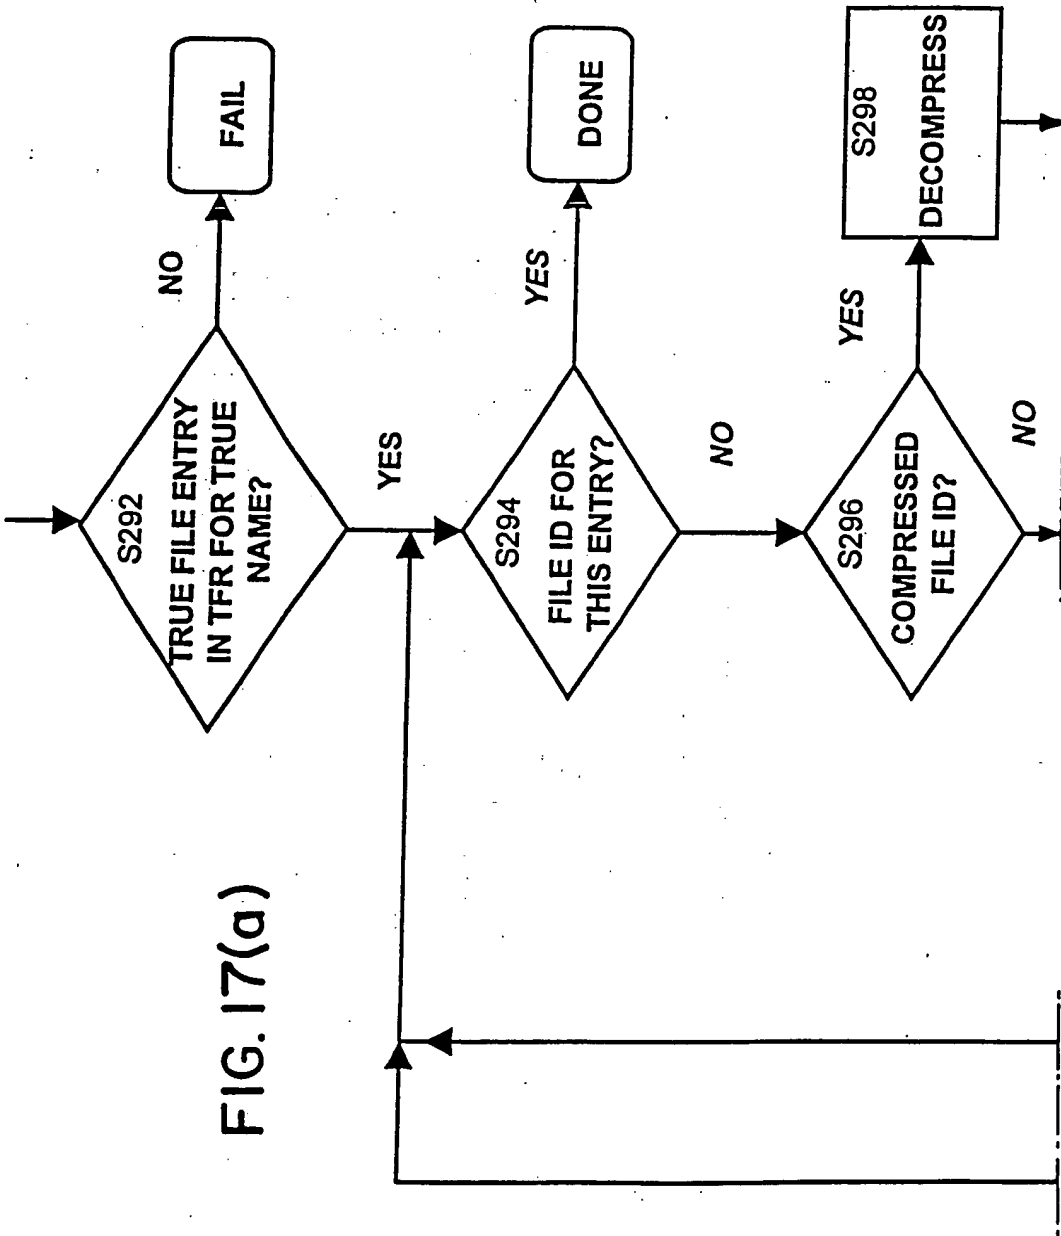 FIG. 17(a)
S292
TRUE FILE ENTRY
IN TFR FOR TRUE
NAME?
NO
FAIL
YES
S294
FILE ID FOR
THIS ENTRY?
YES
DONE
NO
S296
COMPRESSED
FILE ID?
YES
S298
DECOMPRESS
NO